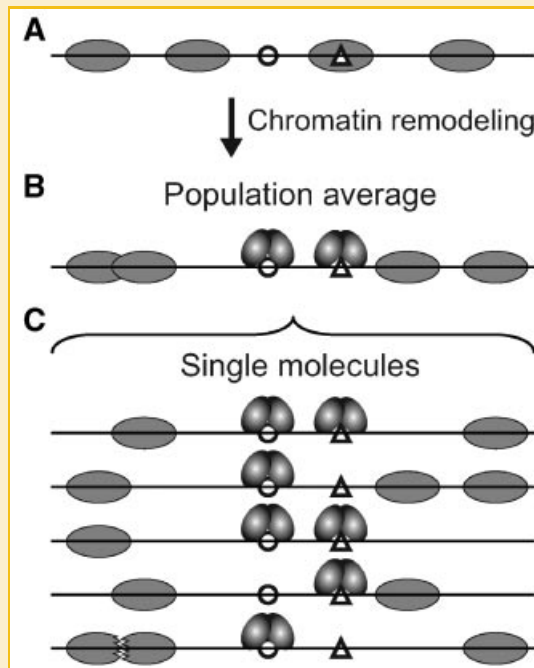 A
Chromatin remodeling
B
Population average
C
Single molecules